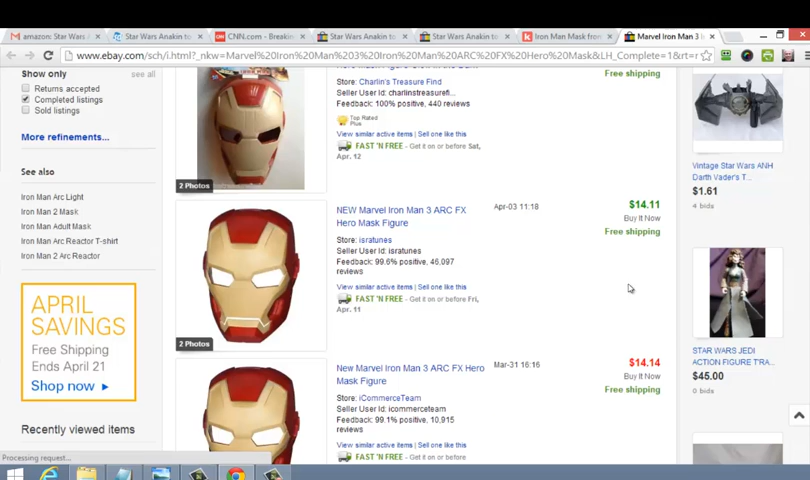 amazon: Star Wars A
Star Wars Anakin to
CNN.com - Breakin
Star Wars Anakin to
Star Wars Anakin to
Iron Man Mask from
Marvel Iron Man 3
www.ebay.com/sch/i.html?_nkw=Marvel%20Iron%20Man%203%20Iron%20Man%20ARC%20FX%20Hero%20Mask&LH_Complete=1&rt=
Show only
see all
Returns accepted
Completed listings
Sold listings
More refinements...
See also
Iron Man Arc Light
Iron Man 2 Mask
Iron Man Adult Mask
Iron Man Arc Reactor T-shirt
Iron Man 2 Arc Reactor
APRIL
SAVINGS
Free Shipping
Ends April 21
Shop now
Recently viewed items
Processing request...
2 Photos
Free shipping
Store: Charlin's Treasure Find
Seller User Id: charlinstreasurefi...
Feedback: 100% positive, 440 reviews
Top Rated
Plus
View similar active items | Sell one like this
FAST 'N FREE - Get it on or before Sat,
Apr. 12
2 Photos
NEW Marvel Iron Man 3 ARC FX
Hero Mask Figure
Apr-03 11:18
$14.11
Buy It Now
Free shipping
Store: isratunes
Seller User Id: isratunes
Feedback: 99.6% positive, 46,097
reviews
View similar active items | Sell one like this
FAST 'N FREE - Get it on or before Fri,
Apr. 11
New Marvel Iron Man 3 ARC FX Hero
Mask Figure
Mar-31 16:16
$14.14
Buy It Now
Free shipping
Store: iCommerceTeam
Seller User Id: icommerceteam
Feedback: 99.1% positive, 10,915
reviews
View similar active items | Sell one like this
FAST 'N FREE - Get it on or before
Vintage Star Wars ANH
Darth Vader's T...
$1.61
4 bids
STAR WARS JEDI
ACTION FIGURE T'RA...
$45.00
0 bids